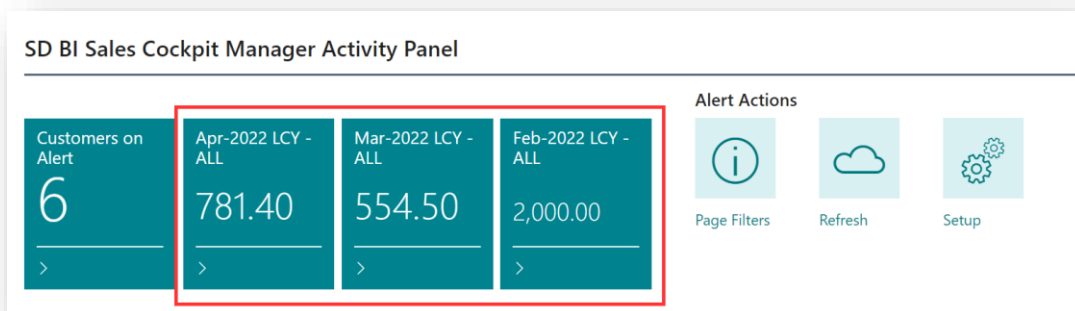 SD BI Sales Cockpit Manager Activity Panel
Customers on
Alert
6
Apr-2022 LCY -
ALL
781.40
Mar-2022 LCY -
ALL
554.50
Feb-2022 LCY -
ALL
2,000.00
Alert Actions
Page Filters
Refresh
Setup